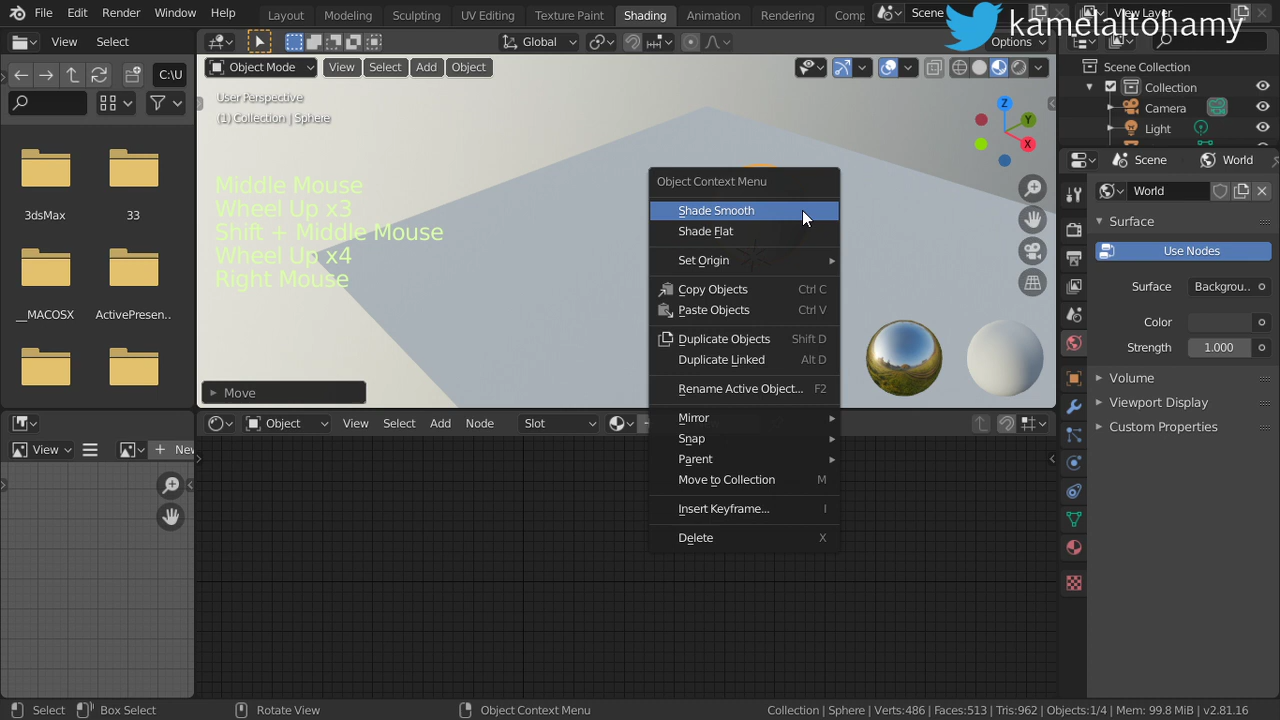 File Edit Render Window Help
Layout Modeling Sculpting UV Editing Texture Paint Shading Animation Rendering Comp
Scene
View Layer
kamelaltohamy
View Select
Global
Options
C:\U
Object Mode View Select Add Object
User Perspective
(1) Collection | Sphere
Middle Mouse
Wheel Up x3
Shift + Middle Mouse
Wheel Up x4
Right Mouse
Z
Y
X
3dsMax
33
__MACOSX
ActivePresen..
Object Context Menu
Shade Smooth
Shade Flat
Set Origin
Copy Objects Ctrl C
Paste Objects Ctrl V
Duplicate Objects Shift D
Duplicate Linked Alt D
Rename Active Object... F2
Mirror
Snap
Parent
Move to Collection M
Insert Keyframe... I
Delete X
Move
Scene Collection
Collection
Camera
Light
Scene
World
World
Surface
Use Nodes
Surface Backgrou..
Color
Strength 1.000
Volume
Viewport Display
Custom Properties
Object View Select Add Node Slot
View
New
Select
Box Select
Rotate View
Object Context Menu
Collection | Sphere | Verts:486 | Faces:513 | Tris:962 | Objects:1/4 | Mem: 99.8 MiB | v2.81.16